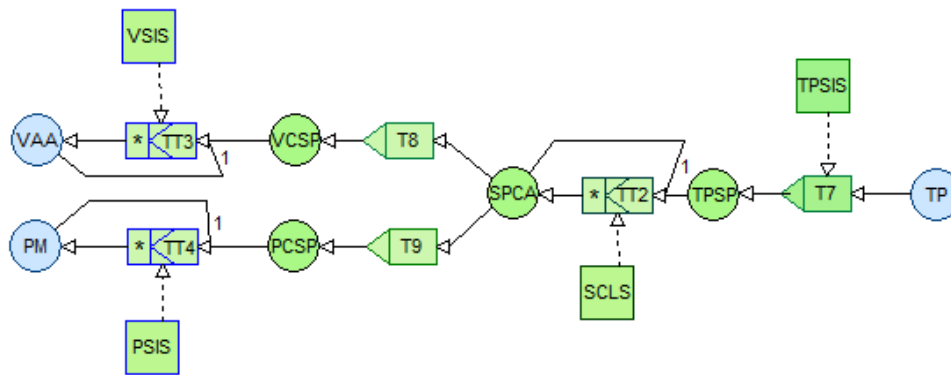 VSIS
TPSIS
VAA
*
TT3
1
VCSP
T8
SPCA
*
TT2
1
TPSP
T7
TP
PM
*
TT4
1
PCSP
T9
SCLS
PSIS